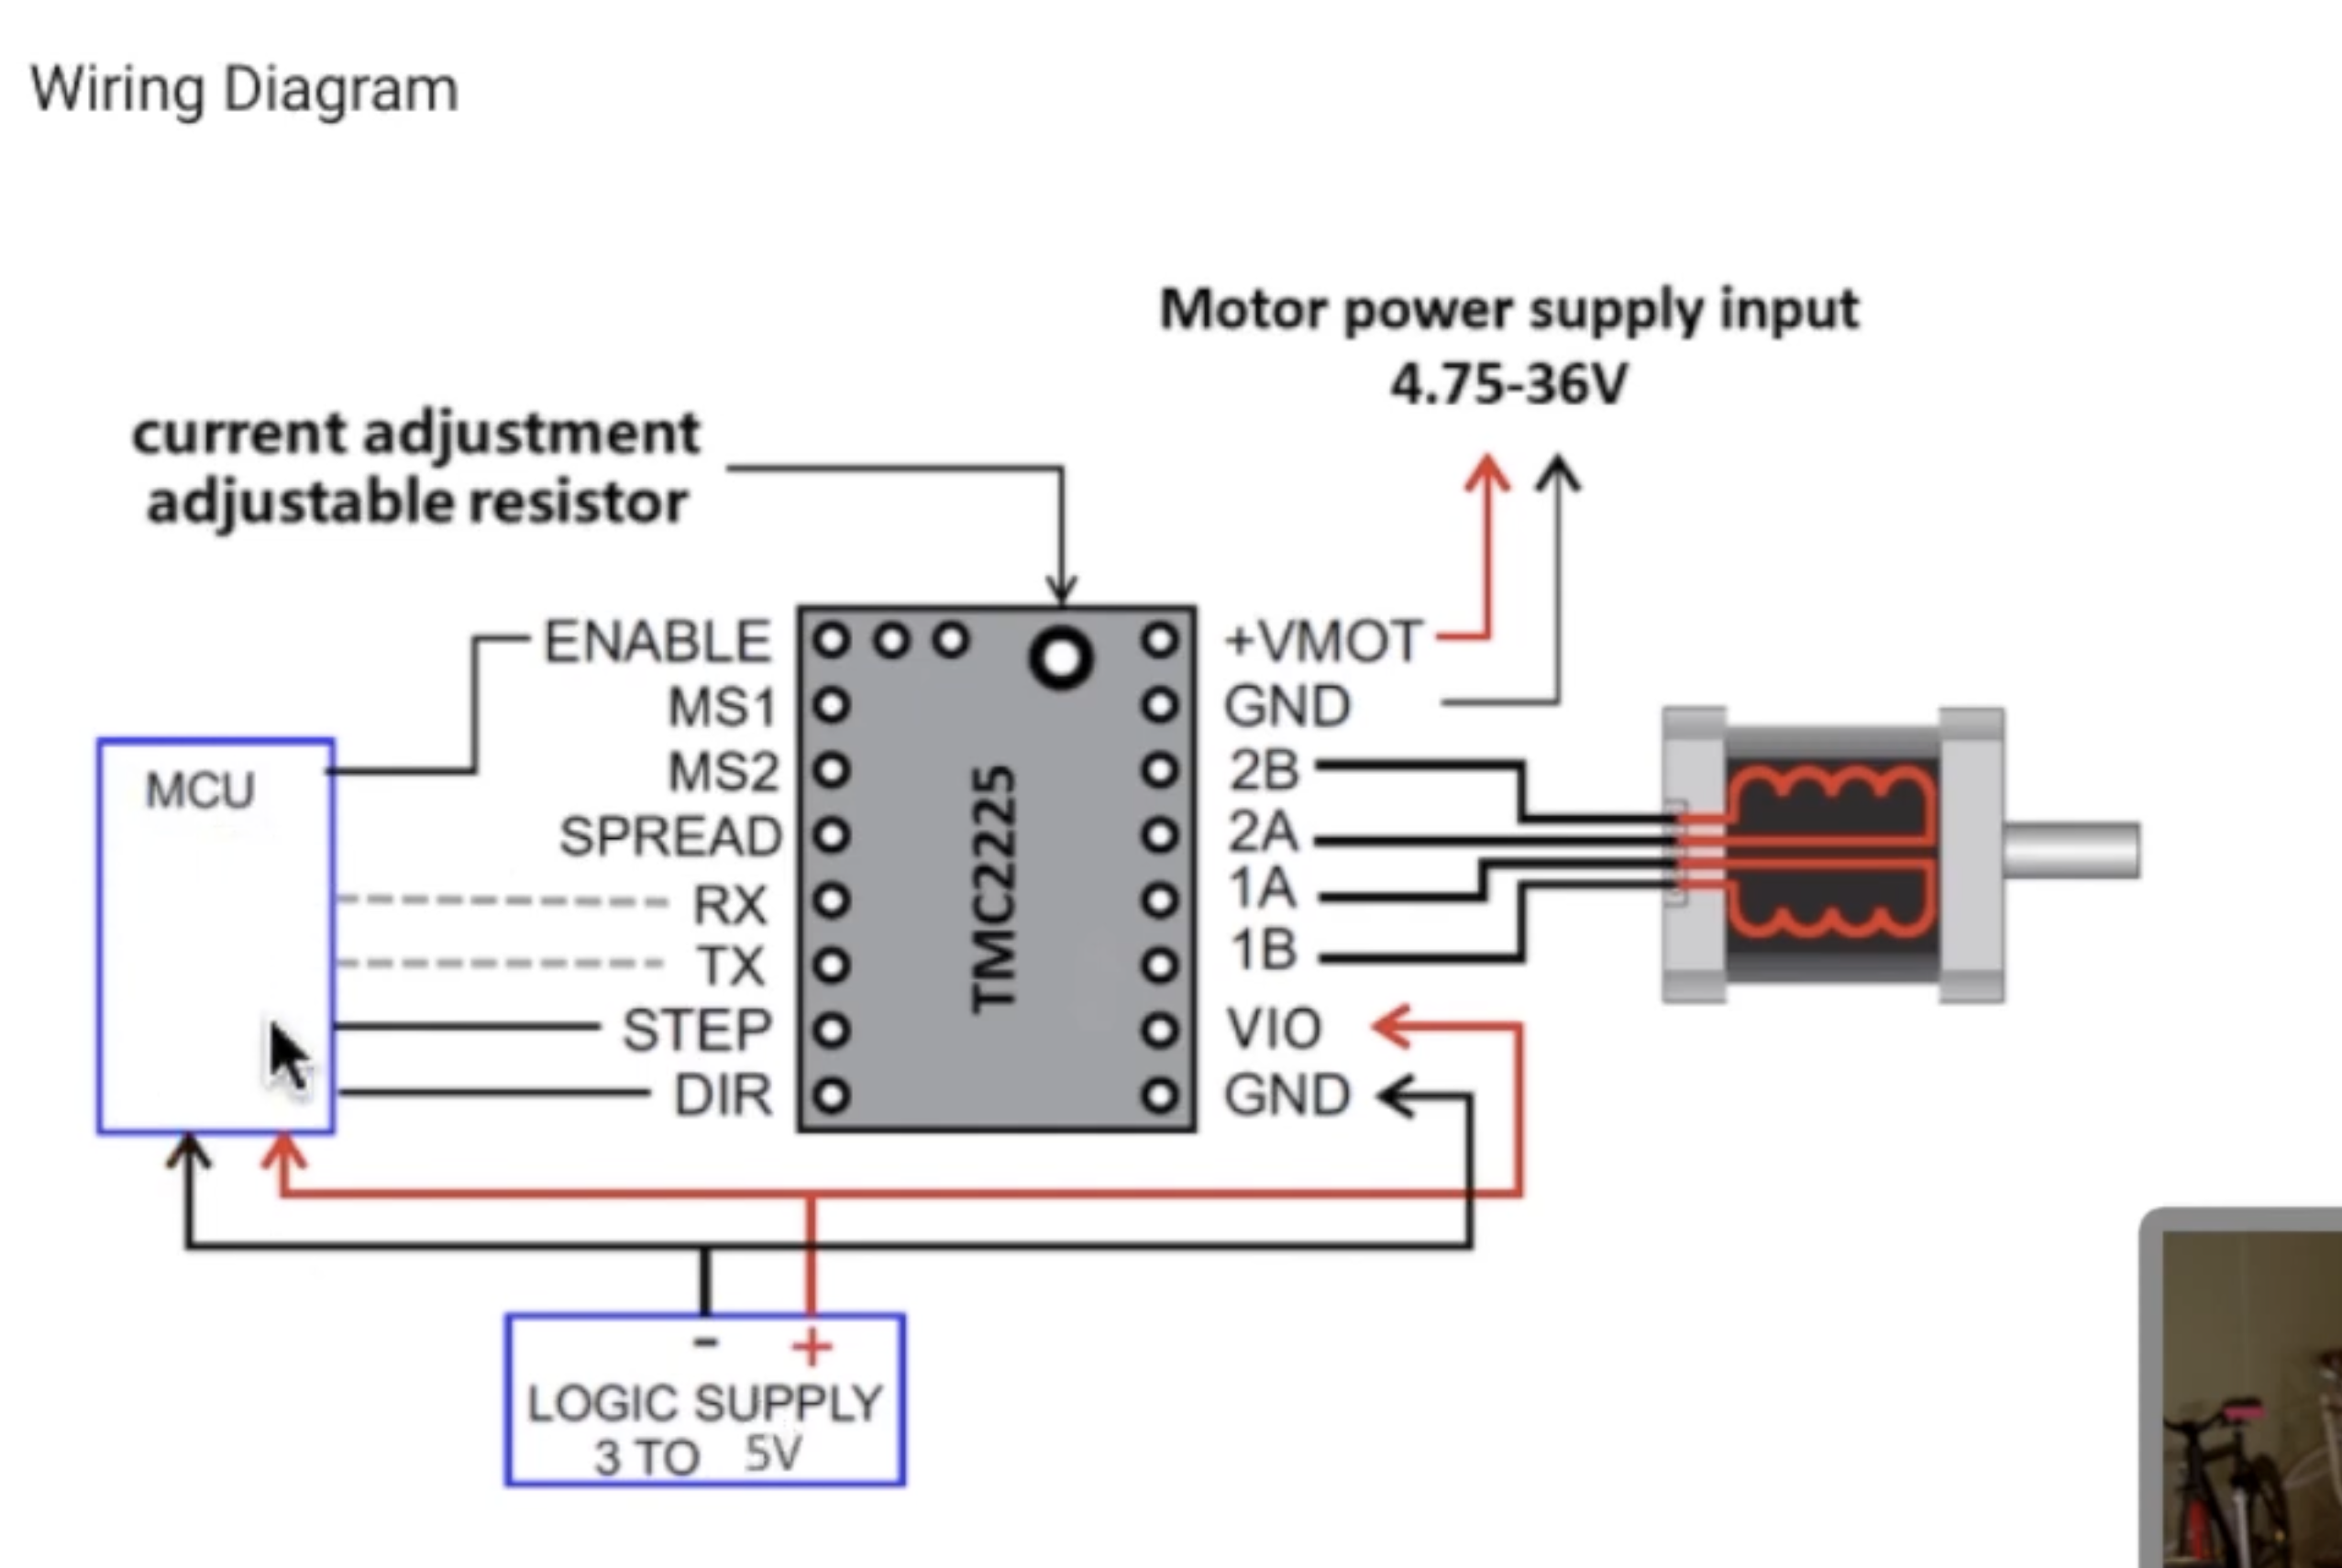 Wiring Diagram
Motor power supply input
4.75-36V
current adjustment
adjustable resistor
ENABLE
MS1
MS2
SPREAD
RX
TX
STEP
DIR
MCU
TMC2225
+VMOT
GND
2B
2A
1A
1B
VIO
GND
- +
LOGIC SUPPLY
3 TO 5V